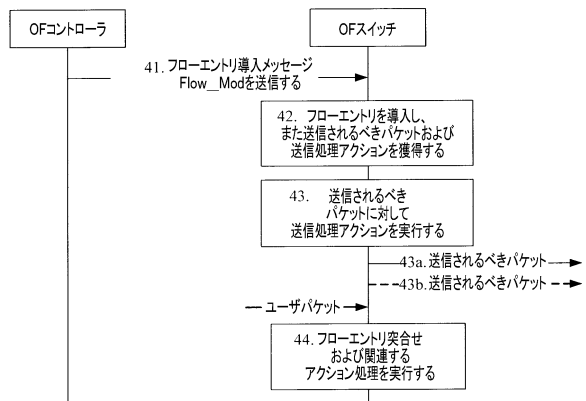 OFコントローラ
OFスイッチ
41. フローエントリ導入メッセージ
Flow__Modを送信する
42. フローエントリを導入し、
また送信されるべきパケットおよび
送信処理アクションを獲得する
43. 送信されるべき
パケットに対して
送信処理アクションを実行する
43a. 送信されるべきパケット
43b. 送信されるべきパケット
ユーザパケット
44. フローエントリ突合せ
および関連する
アクション処理を実行する